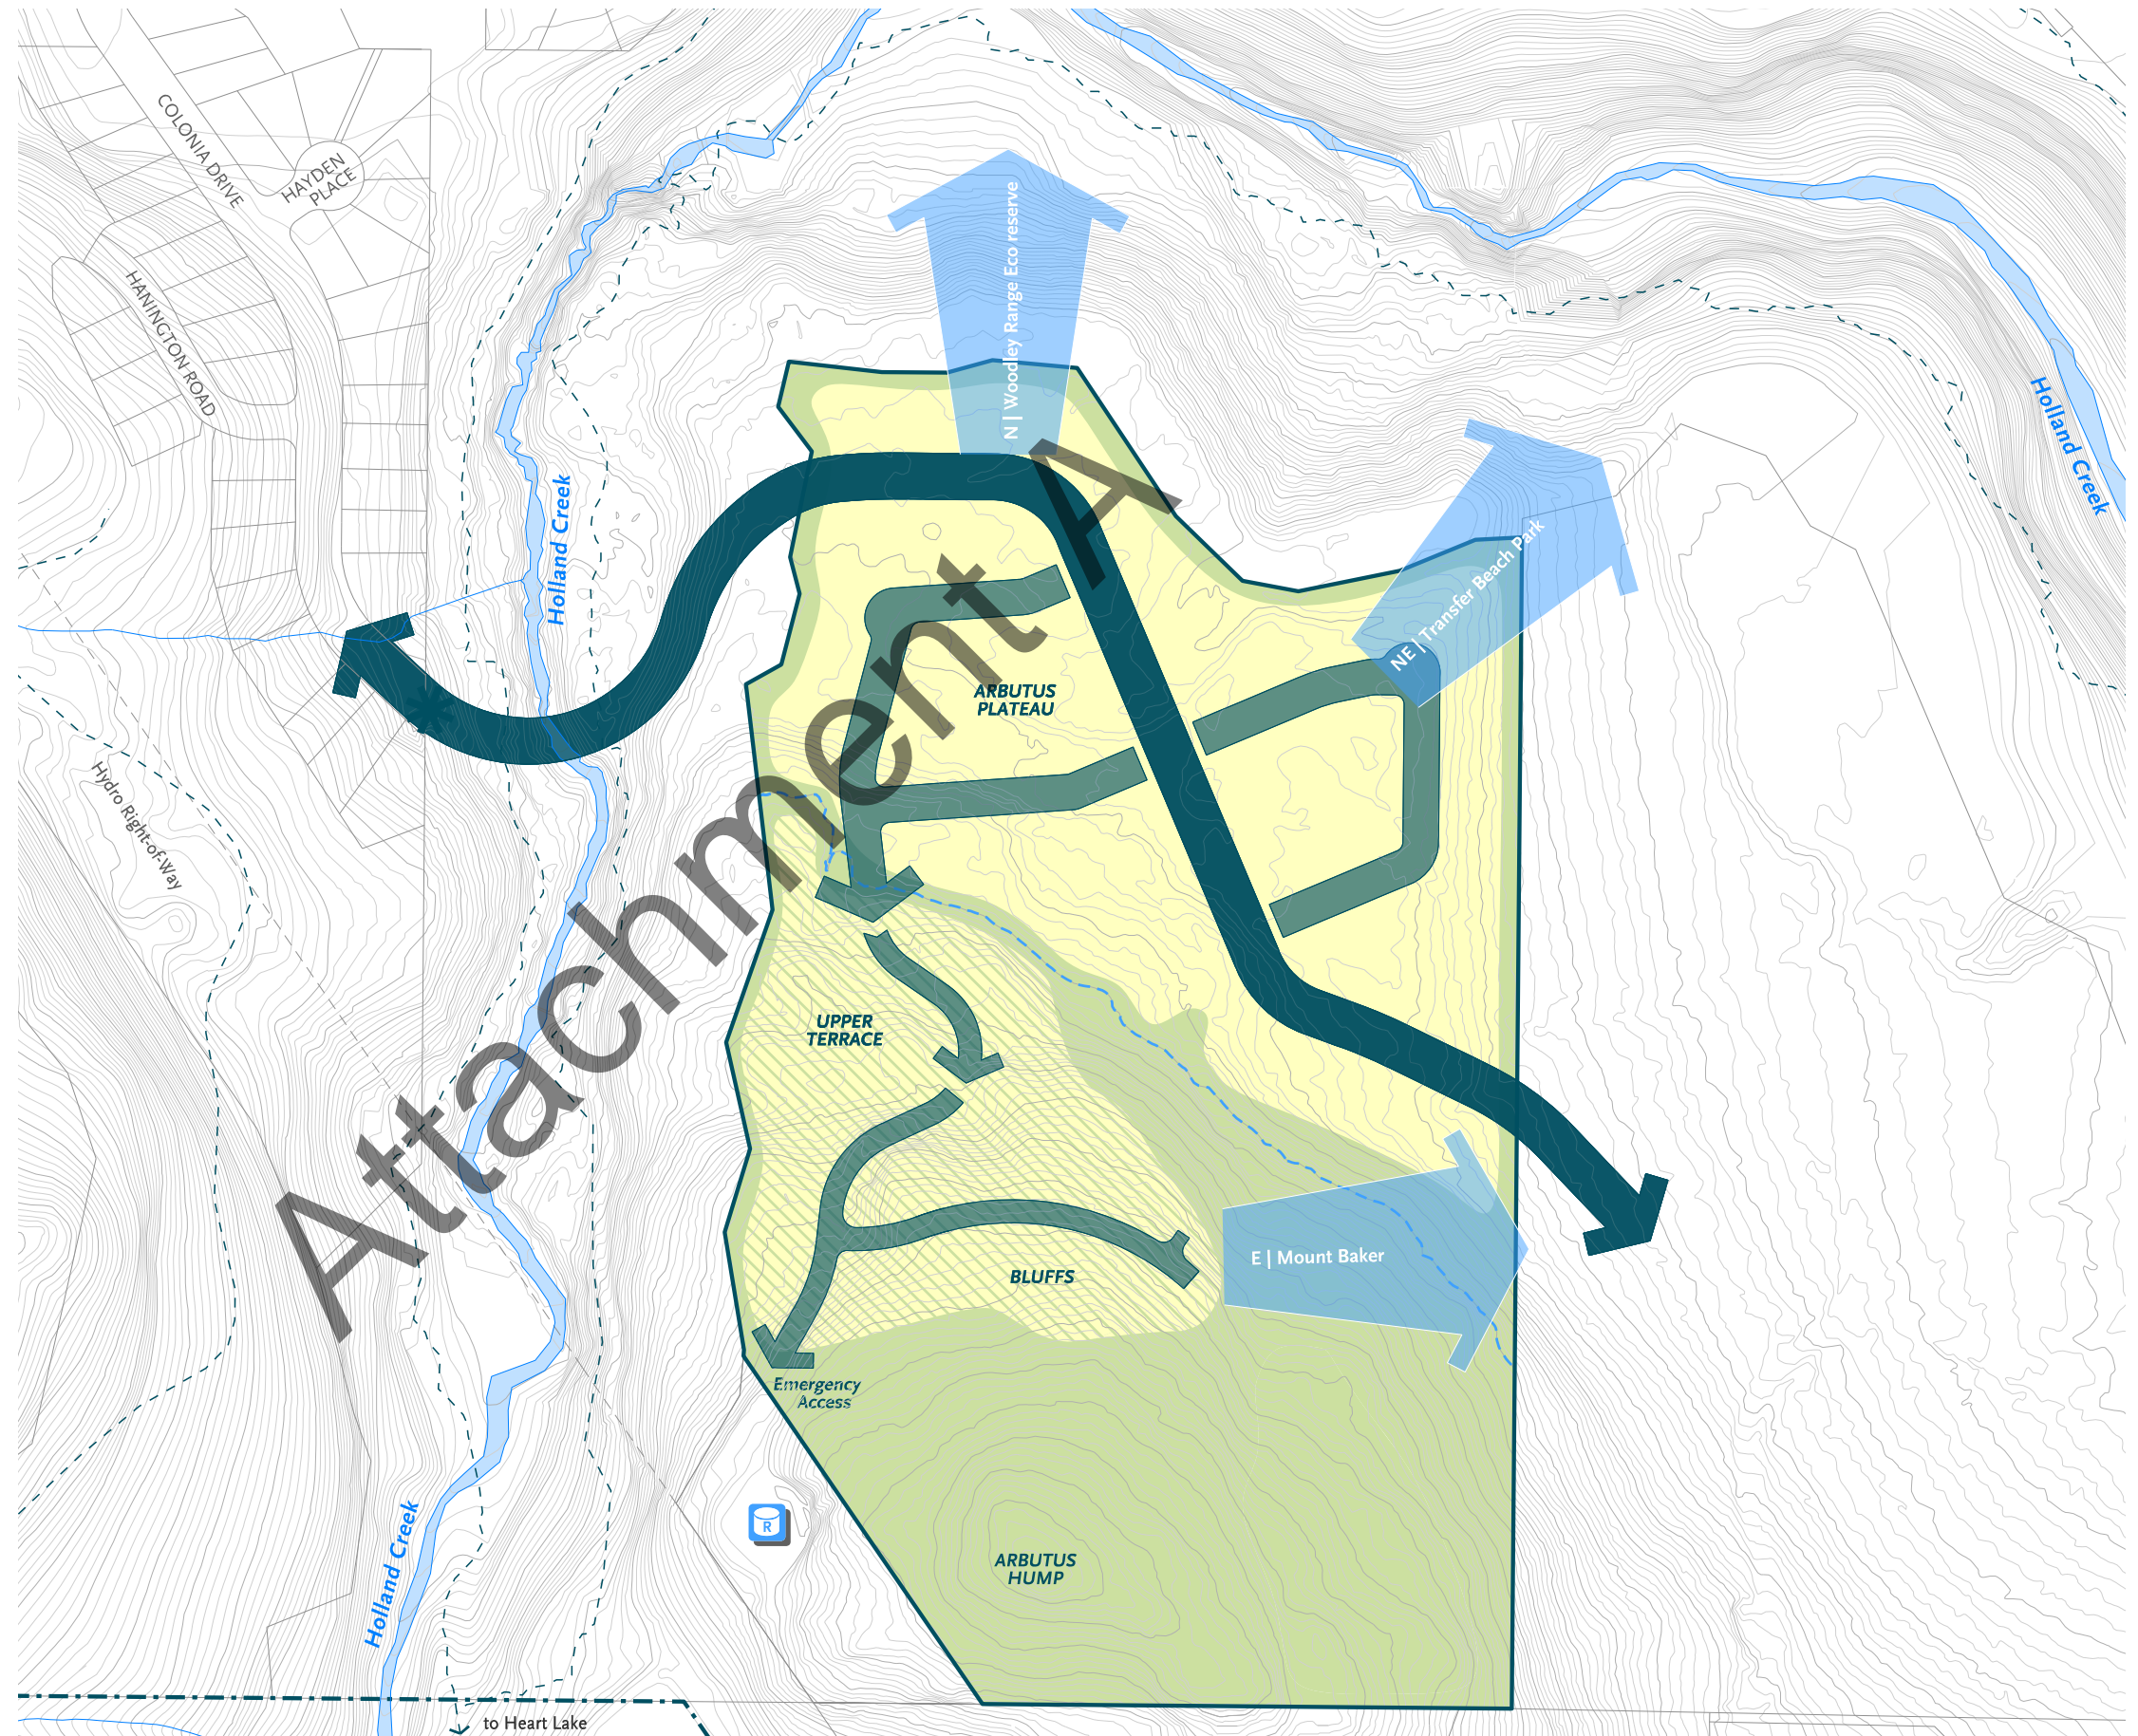 COLONIA DRIVE
HAYDEN
PLACE
HANINGTON ROAD
N | Woodley Range Eco reserve
Holland Creek
Holland Creek
NE | Transfer Beach Park
Attachment A
ARBUTUS
PLATEAU
Hydro Right-of-Way
UPPER
TERRACE
E | Mount Baker
BLUFFS
Emergency
Access
R
Holland Creek
ARBUTUS
HUMP
to Heart Lake